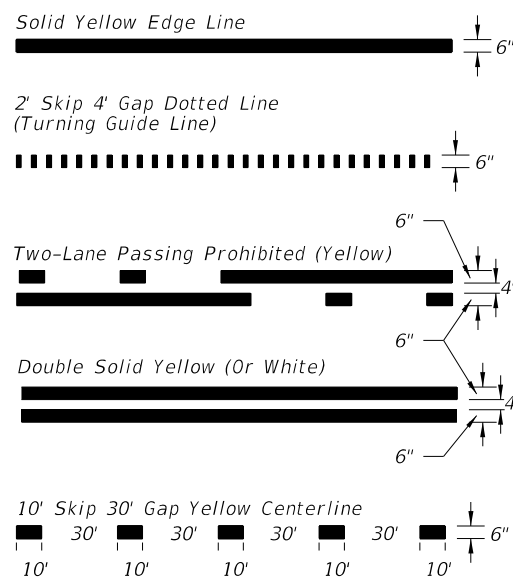 Solid Yellow Edge Line
6"
2' Skip 4' Gap Dotted Line
(Turning Guide Line)
6"
6"
Two-Lane Passing Prohibited (Yellow)
4"
6"
Double Solid Yellow (Or White)
4
6"
10' Skip 30' Gap Yellow Centerline
30' 30' 30' 30' 6"
10' 10' 10' 10' 10'